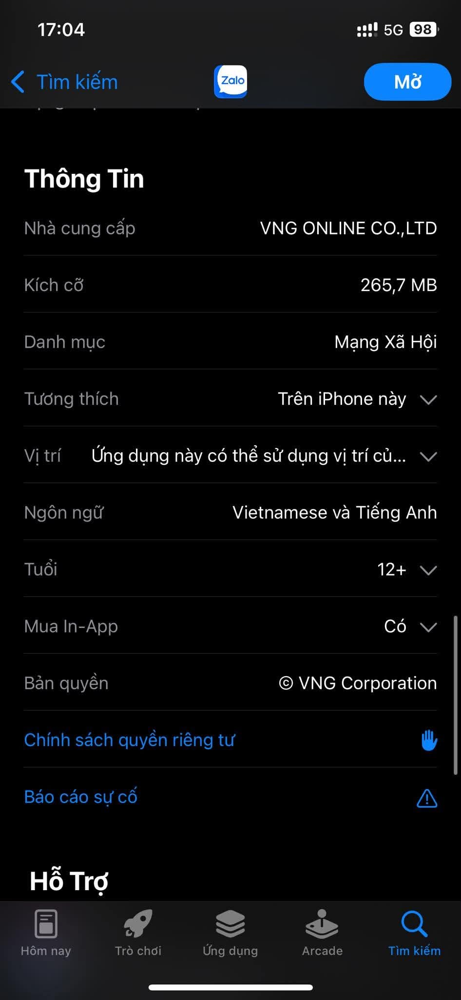 17:04
5G
98
Tìm kiếm
Zalo
Mở
Thông Tin
Nhà cung cấp
VNG ONLINE CO.,LTD
Kích cỡ
265,7 MB
Danh mục
Mạng Xã Hội
Tương thích
Trên iPhone này
Vị trí
Ứng dụng này có thể sử dụng vị trí củ...
Ngôn ngữ
Vietnamese và Tiếng Anh
Tuổi
12+
Mua In-App
Có
Bản quyền
© VNG Corporation
Chính sách quyền riêng tư
Báo cáo sự cố
Hỗ Trợ
Hôm nay
Trò chơi
Ứng dụng
Arcade
Tìm kiếm